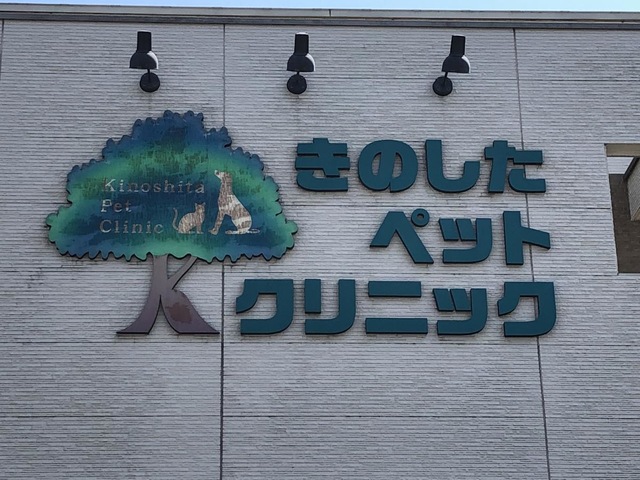 Kinoshita
Pet
Clinic
きのした
ペット
クリニック